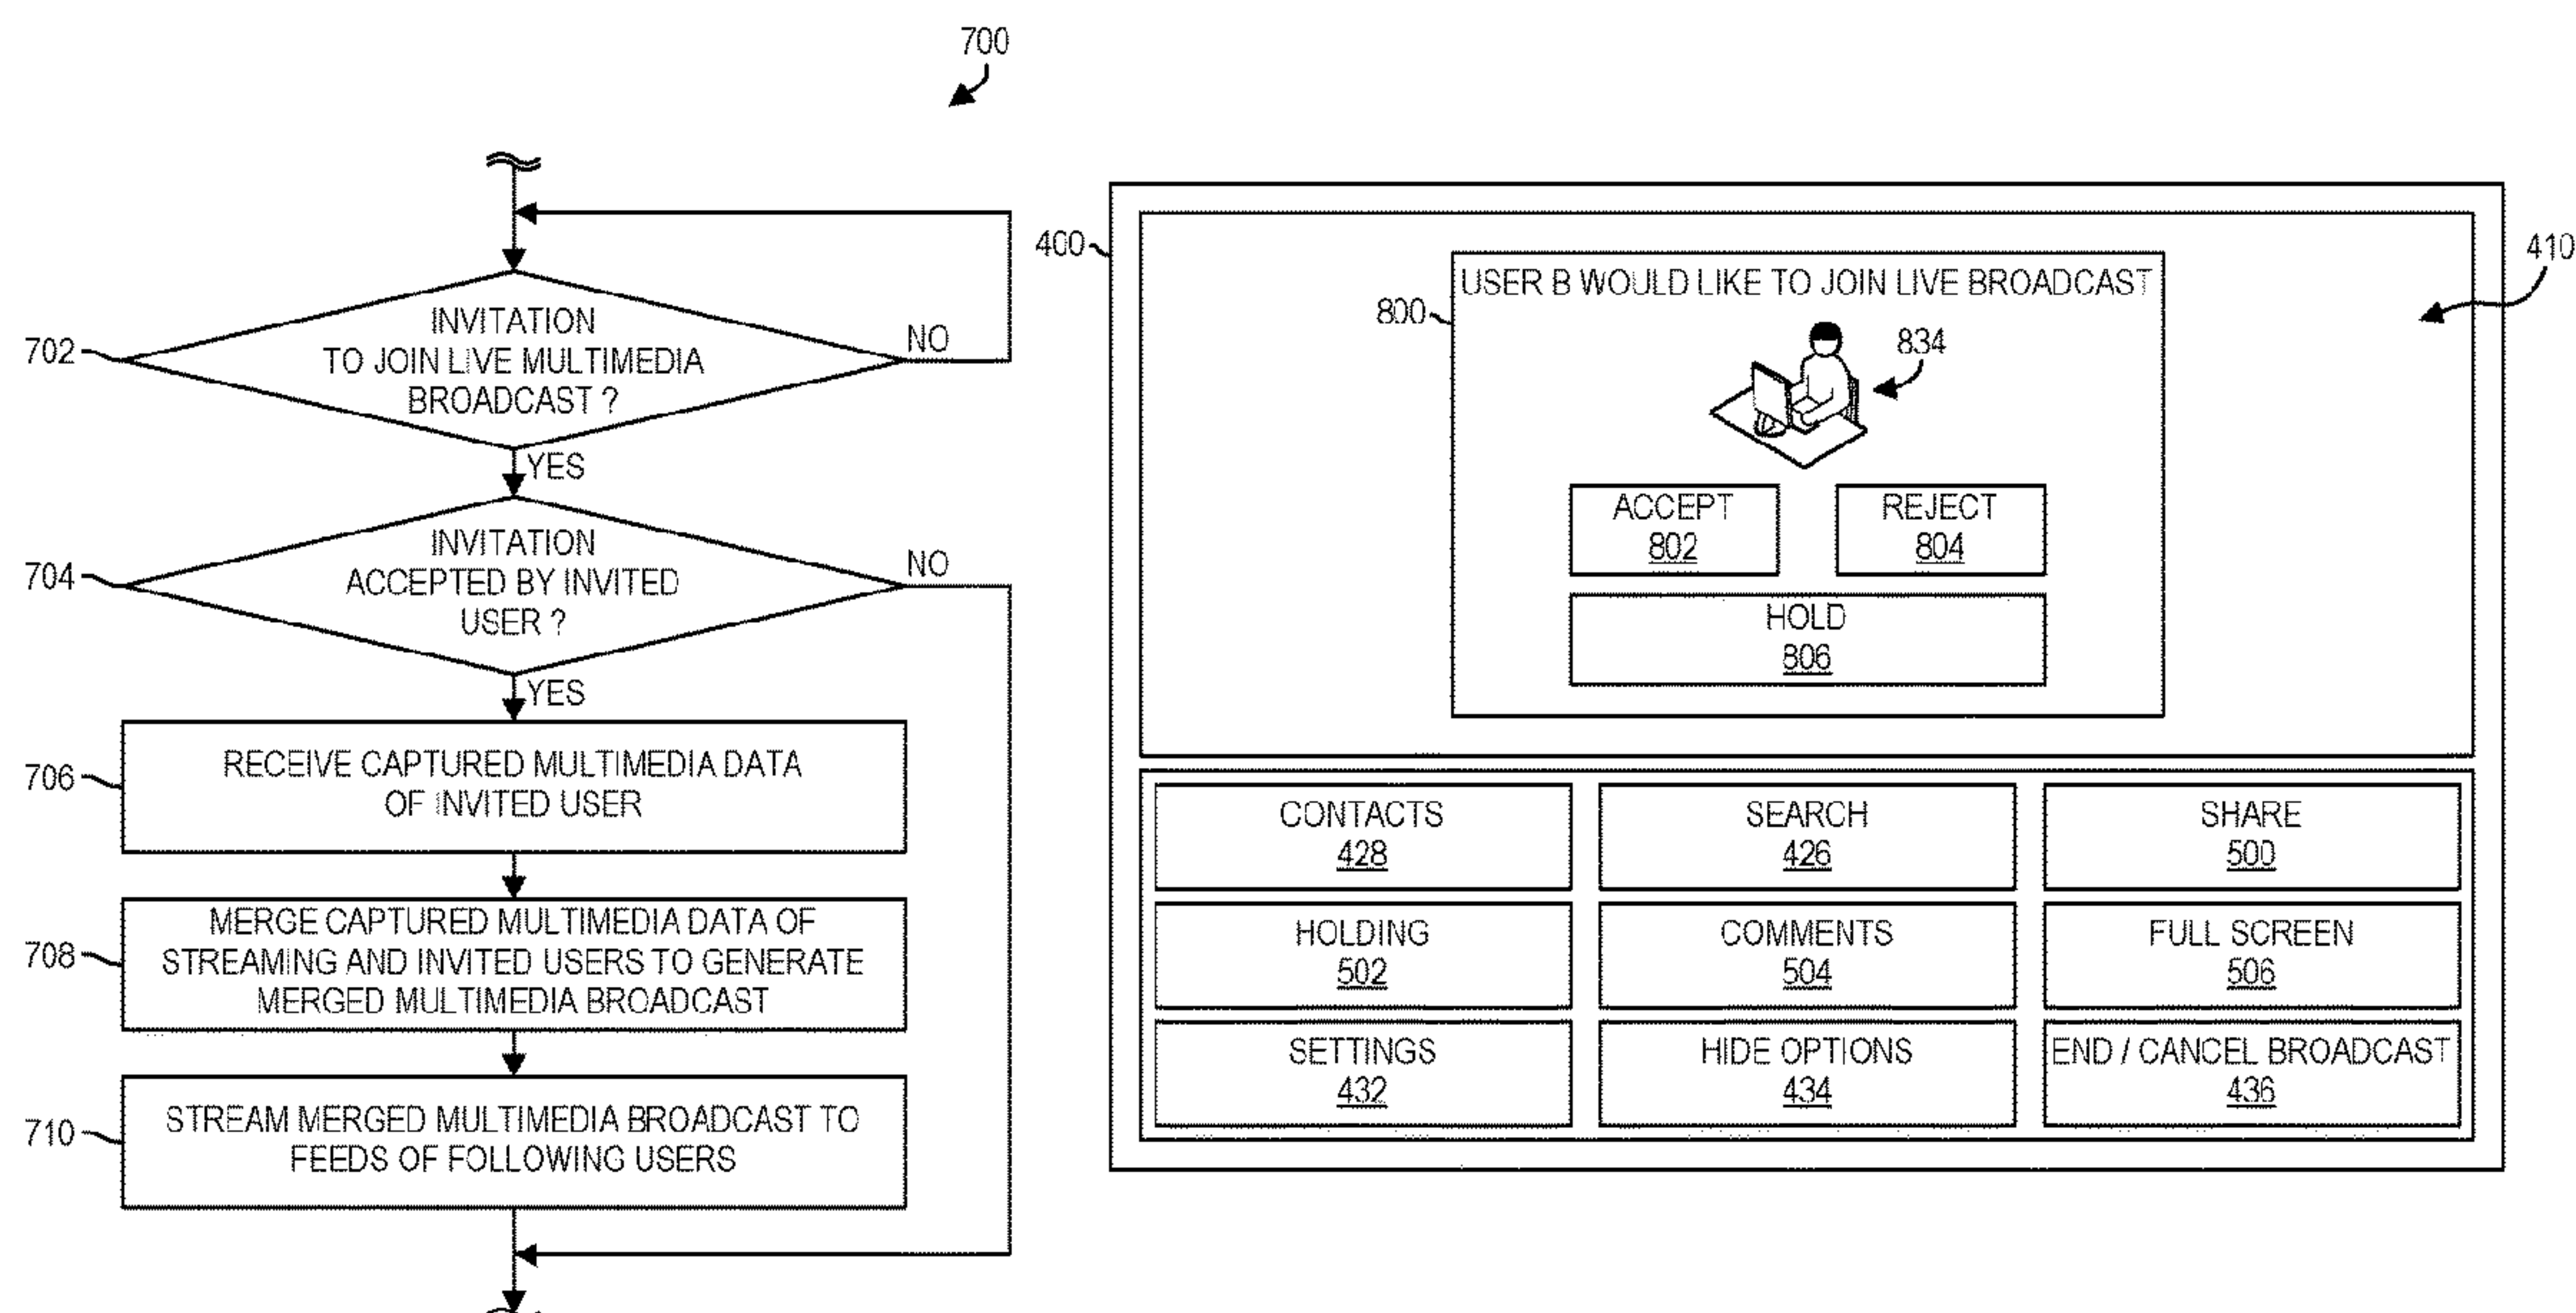 700
702
INVITATION
TO JOIN LIVE MULTIMEDIA
BROADCAST ?
NO
YES
704
INVITATION
ACCEPTED BY INVITED
USER ?
NO
YES
706
RECEIVE CAPTURED MULTIMEDIA DATA
OF INVITED USER
708
MERGE CAPTURED MULTIMEDIA DATA OF
STREAMING AND INVITED USERS TO GENERATE
MERGED MULTIMEDIA BROADCAST
710
STREAM MERGED MULTIMEDIA BROADCAST TO
FEEDS OF FOLLOWING USERS
400
410
800
USER B WOULD LIKE TO JOIN LIVE BROADCAST
834
ACCEPT
802
REJECT
804
HOLD
806
CONTACTS
428
SEARCH
426
SHARE
500
HOLDING
502
COMMENTS
504
FULL SCREEN
506
SETTINGS
432
HIDE OPTIONS
434
END / CANCEL BROADCAST
436